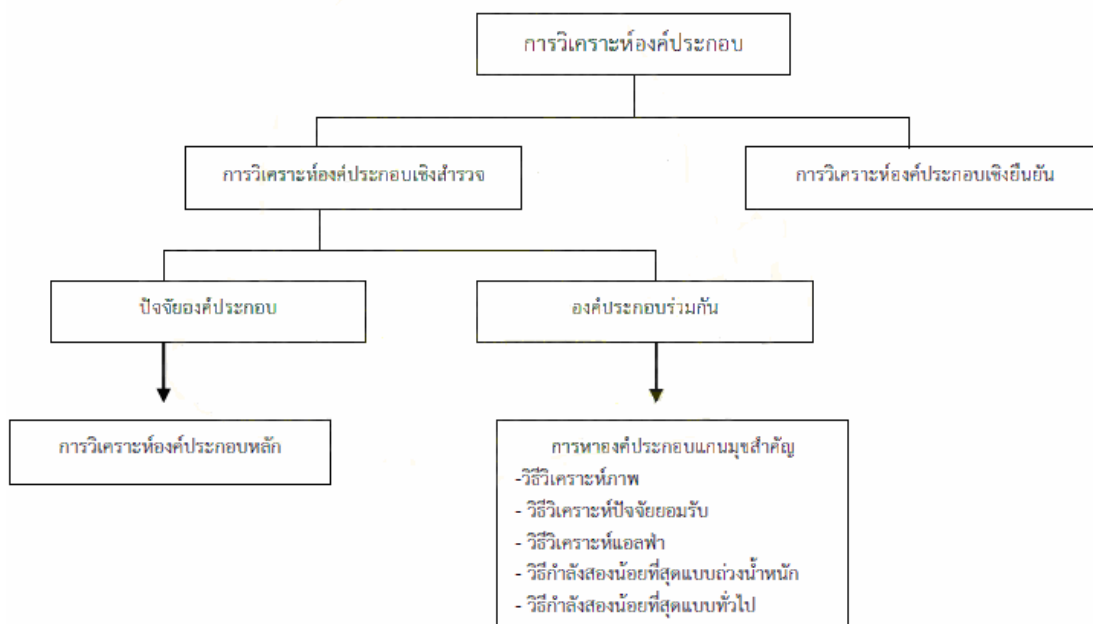 การวิเคราะห์องค์ประกอบ
การวิเคราะห์องค์ประกอบเชิงสำรวจ
การวิเคราะห์องค์ประกอบเชิงยืนยัน
ปัจจัยองค์ประกอบ
องค์ประกอบร่วมกัน
การวิเคราะห์องค์ประกอบหลัก
การหาองค์ประกอบแกนมุขสำคัญ
-วิธีวิเคราะห์ภาพ
- วิธีวิเคราะห์ปัจจัยยอมรับ
- วิธีวิเคราะห์แอลฟ่า
- วิธีกำลังสองน้อยที่สุดแบบถ่วงน้ำหนัก
- วิธีกำลังสองน้อยที่สุดแบบทั่วไป